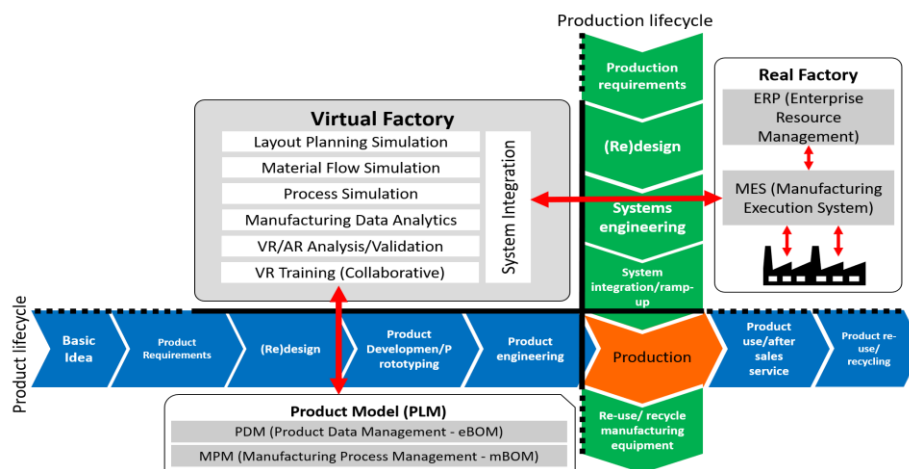 Production lifecycle
Production
requirements
(Re)design
Systems
engineering
System
integration/ramp-
up
Real Factory
ERP (Enterprise
Resource
Management)
MES (Manufacturing
Execution System)
Virtual Factory
Layout Planning Simulation
Material Flow Simulation
Process Simulation
Manufacturing Data Analytics
VR/AR Analysis/Validation
VR Training (Collaborative)
System Integration
Product lifecycle
Basic
Idea
Product
Requirements
(Re)design
Product
Developmen/P
rototyping
Product
engineering
Production
Product
use/after
sales
service
Product re-
use/
recycling
Product Model (PLM)
PDM (Product Data Management - eBOM)
MPM (Manufacturing Process Management - mBOM)
Re-use/ recycle
manufacturing
equipment